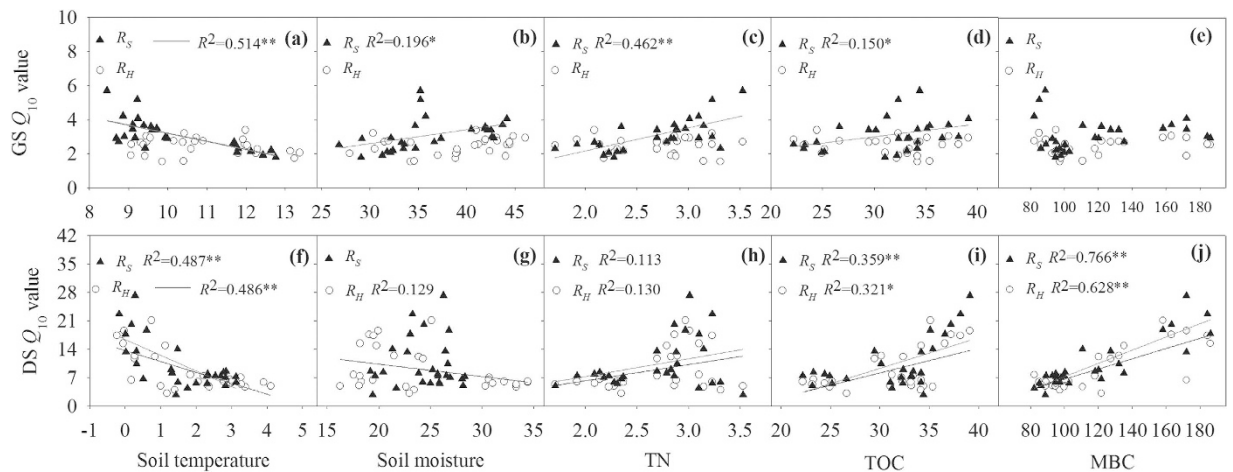 GS Q10 value
10
8
6
4
2
0
RS R²=0.514** (a)
RH
RS R²=0.196* (b)
RH
RS R²=0.462** (c)
RH
RS R²=0.150* (d)
RH
RS (e)
RH
8 9 10 11 12 13
25 30 35 40 45
2.0 2.5 3.0 3.5
20 30 40
80 100 120 140 160 180
DS Q10 value
42
35
28
21
14
7
0
RS R²=0.487** (f)
RH R²=0.486**
RS (g)
RH R²=0.129
RS R²=0.113 (h)
RH R²=0.130
RS R²=0.359** (i)
RH R²=0.321*
RS R²=0.766** (j)
RH R²=0.628**
-1 0 1 2 3 4 5
15 20 25 30 35
2.0 2.5 3.0 3.5
20 30 40
80 100 120 140 160 180
Soil temperature
Soil moisture
TN
TOC
MBC